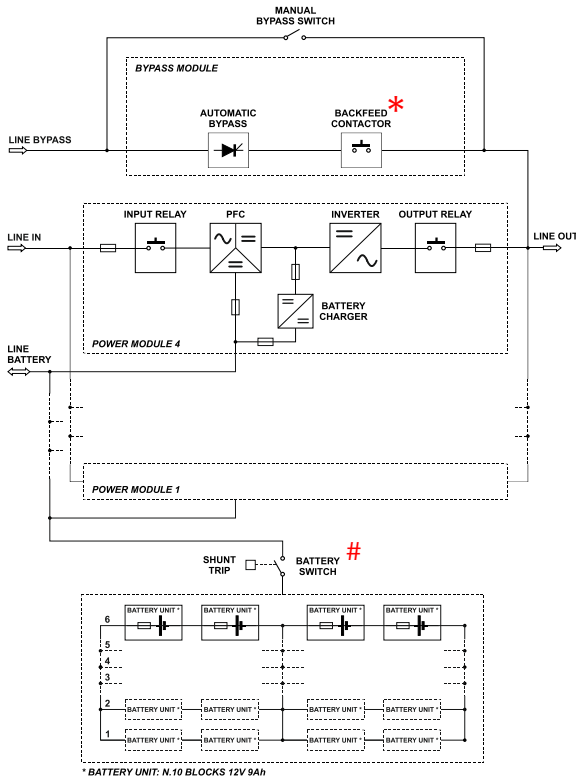 MANUAL
BYPASS SWITCH
BYPASS MODULE
AUTOMATIC
BYPASS
BACKFEED *
CONTACTOR
LINE BYPASS
INPUT RELAY
PFC
INVERTER
OUTPUT RELAY
LINE IN
LINE OUT
BATTERY
CHARGER
POWER MODULE 4
LINE
BATTERY
POWER MODULE 1
SHUNT
TRIP
BATTERY #
SWITCH
BATTERY UNIT * BATTERY UNIT * BATTERY UNIT * BATTERY UNIT *
6
5
4
3
2 BATTERY UNIT * BATTERY UNIT * BATTERY UNIT * BATTERY UNIT *
1 BATTERY UNIT * BATTERY UNIT * BATTERY UNIT * BATTERY UNIT *
* BATTERY UNIT: N.10 BLOCKS 12V 9Ah